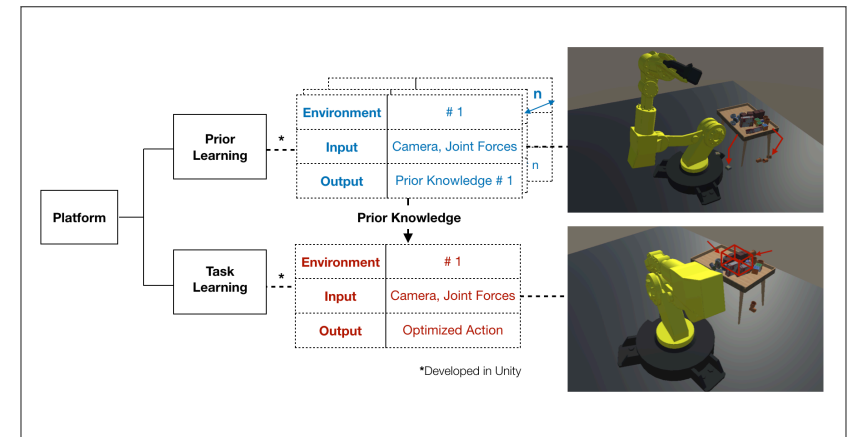 Platform
Prior
Learning
*
Environment # 1
n
Input Camera, Joint Forces
n
Output Prior Knowledge # 1
Prior Knowledge
Task
Learning
*
Environment # 1
Input Camera, Joint Forces
Output Optimized Action
*Developed in Unity